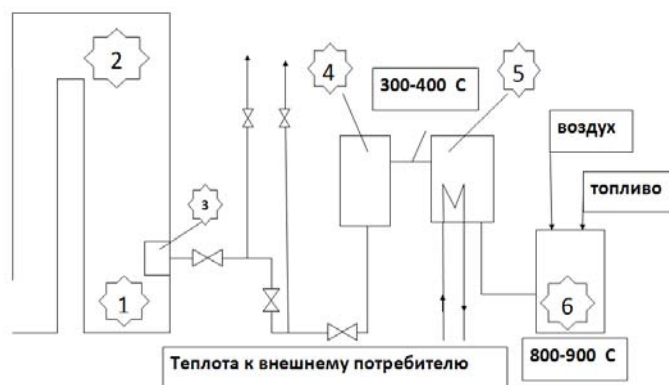 2
4
300-400 С
5
воздух
топливо
3
1
6
Теплота к внешнему потребителю
800-900 С